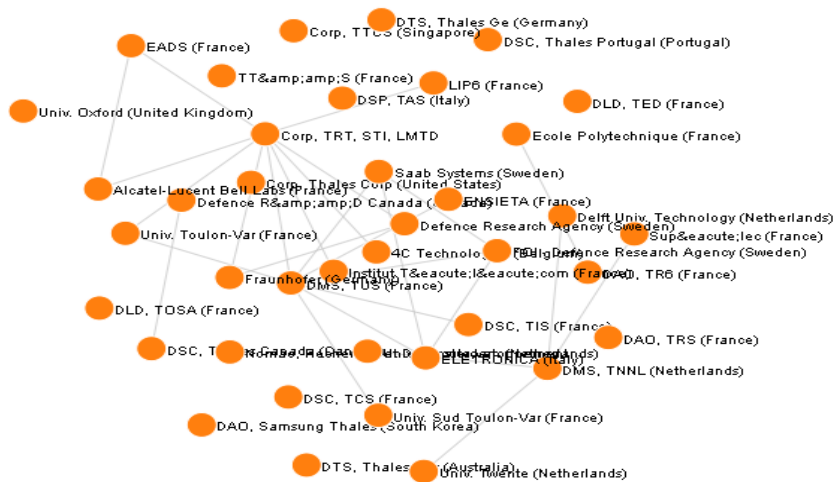 DTS, Thales Ge (Germany)
Corp, TTCS (Singapore)
DSC, Thales Portugal (Portugal)
EADS (France)
TT&amp;amp;S (France)
LIP6 (France)
DSP, TAS (Italy)
DLD, TED (France)
Univ. Oxford (United Kingdom)
Corp, TRT, STI, LMTD
Ecole Polytechnique (France)
Saab Systems (Sweden)
Corp, Thales Corp (United States)
Alcatel-Lucent Bell Labs (France)
Defence R&amp;amp;D Canada
ENSIETA (France)
Delft Univ. Technology (Netherlands)
Defence Research Agency (Sweden)
Univ. Toulon-Var (France)
Sup&eacute;lec (France)
4C Technolog
FOI, Defence Research Agency (Sweden)
Institut T&eacute;l&eacute;com (France)
DAO, TR6 (France)
Fraunhofer (Germany)
DMS, TUS (France)
DLD, TOSA (France)
DSC, TIS (France)
DAO, TRS (France)
DSC, T
ELETRONICA (Italy)
DMS, TNNL (Netherlands)
DSC, TCS (France)
Univ. Sud Toulon-Var (France)
DAO, Samsung Thales (South Korea)
DTS, Thales (Australia)
Univ. Twente (Netherlands)